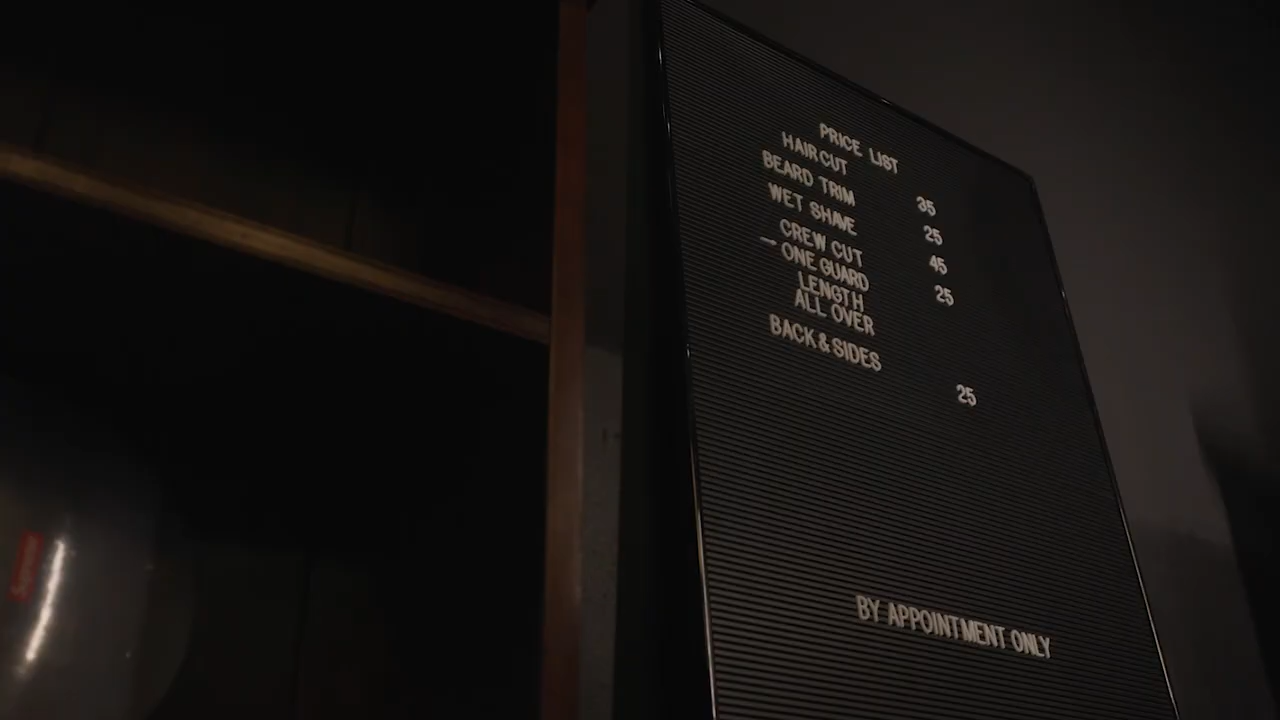 PRICE LIST
HAIRCUT 35
BEARD TRIM 25
WET SHAVE 45
CREW CUT 25
- ONE GUARD
LENGTH
ALL OVER
BACK & SIDES 25
BY APPOINTMENT ONLY
Supreme